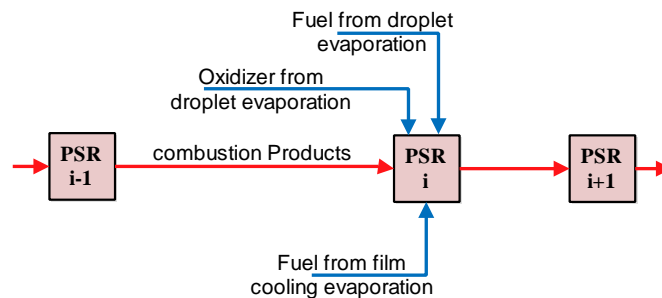 Fuel from droplet
evaporation
Oxidizer from
droplet evaporation
PSR
i-1
combustion Products
PSR
i
PSR
i+1
Fuel from film
cooling evaporation